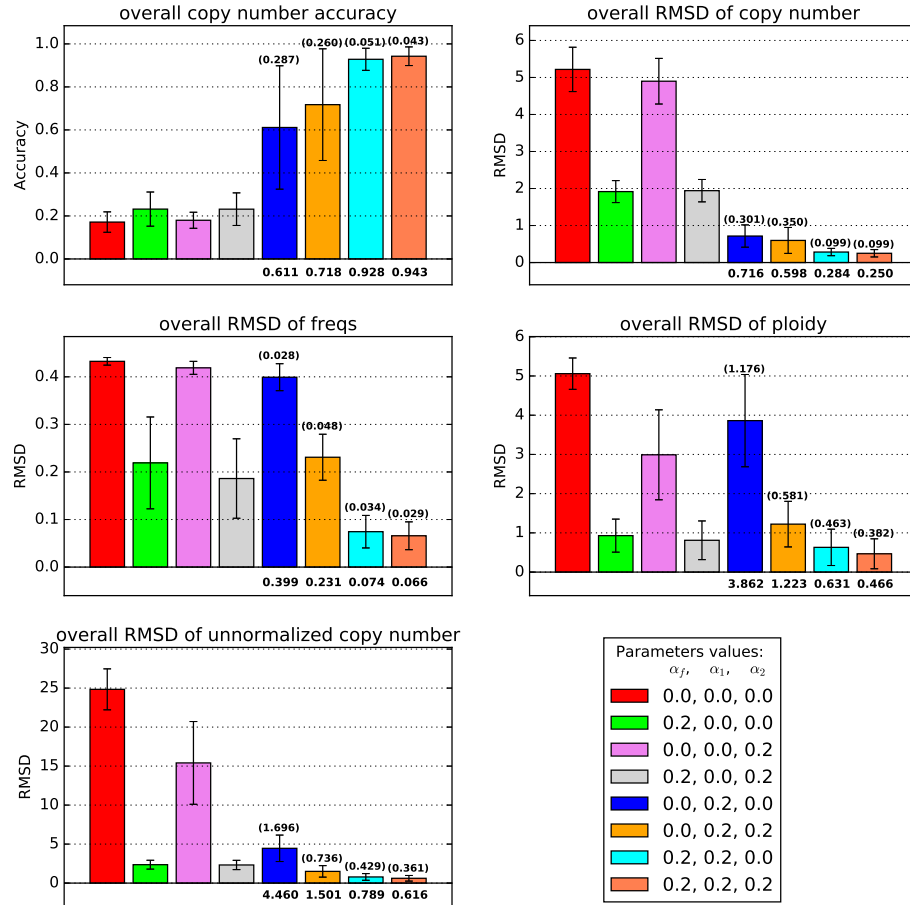 overall copy number accuracy
Accuracy
1.0
0.8
0.6
0.4
0.2
0.0
(0.287)
(0.260)
(0.051)
(0.043)
0.611 0.718 0.928 0.943
overall RMSD of copy number
RMSD
6
5
4
3
2
1
0
(0.301)
(0.350)
(0.099)
(0.099)
0.716 0.598 0.284 0.250
overall RMSD of freqs
RMSD
0.4
0.3
0.2
0.1
0.0
(0.028)
(0.048)
(0.034)
(0.029)
0.399 0.231 0.074 0.066
overall RMSD of ploidy
RMSD
6
5
4
3
2
1
0
(1.176)
(0.581)
(0.463)
(0.382)
3.862 1.223 0.631 0.466
overall RMSD of unnormalized copy number
RMSD
30
25
20
15
10
5
0
(1.696)
(0.736)
(0.429)
(0.361)
4.460 1.501 0.789 0.616
Parameters values:
α_f, α_1, α_2
0.0, 0.0, 0.0
0.2, 0.0, 0.0
0.0, 0.0, 0.2
0.2, 0.0, 0.2
0.0, 0.2, 0.0
0.0, 0.2, 0.2
0.2, 0.2, 0.0
0.2, 0.2, 0.2